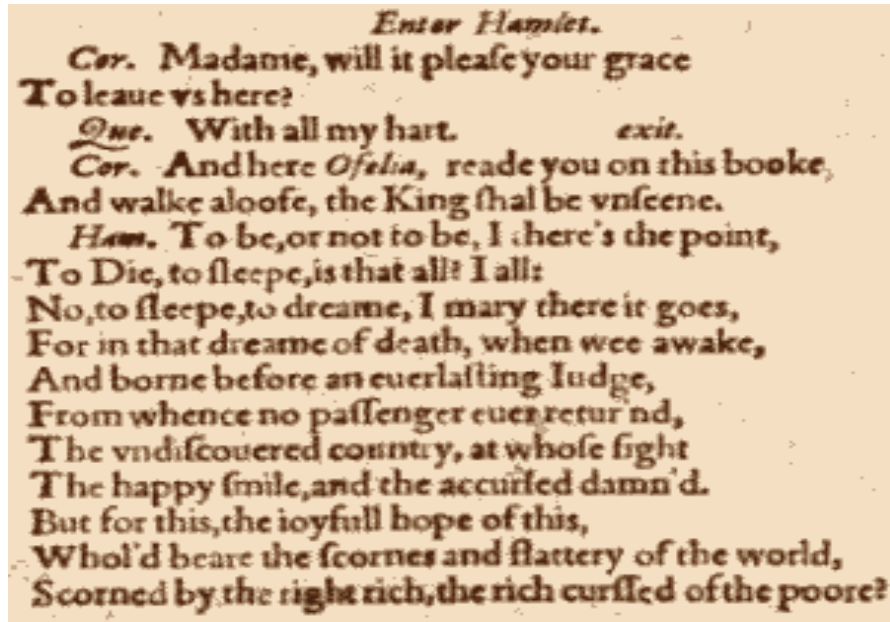 Enter Hamlet.
Cor. Madame, will it pleaſe your grace
To leaue vs here?
Que. With all my hart. exit.
Cor. And here Ofelia, reade you on this booke,
And walke aloofe, the King ſhal be vnſeene.
Ham. To be, or not to be, I there's the point,
To Die, to ſleepe, is that all? I all:
No, to ſleepe, to dreame, I mary there it goes,
For in that dreame of death, when wee awake,
And borne before an euerlaſting Iudge,
From whence no paſſenger euer retur'nd,
The vndiſcouered country, at whoſe ſight
The happy ſmile, and the accurſed damn'd.
But for this, the ioyfull hope of this,
Whol'd beare the ſcornes and flattery of the world,
Scorned by the right rich, the rich curſſed of the poore?